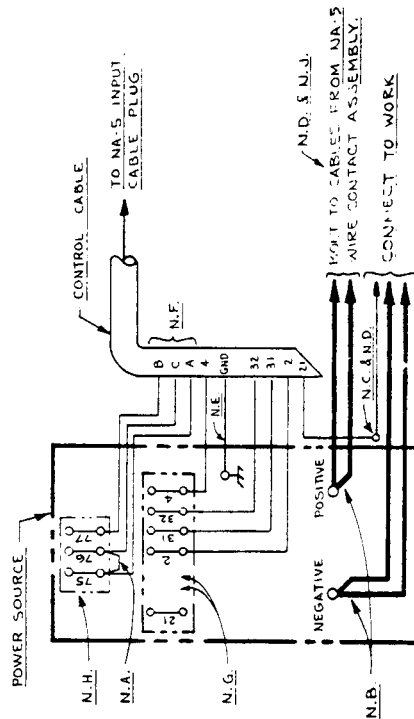 POWER SOURCE
CONTROL CABLE
TO NA-5 INPUT
CABLE PLUG
N.H.
N.A.
N.G.
N.B.
77
76
75
4
32
31
2
21
B
C
A
4
GND
32
31
2
21
N.F.
N.E.
N.C. & N.D.
N.D. & N.J.
POSITIVE
NEGATIVE
BOLT TO CABLES FROM NA-5
WIRE CONTACT ASSEMBLY.
CONNECT TO WORK